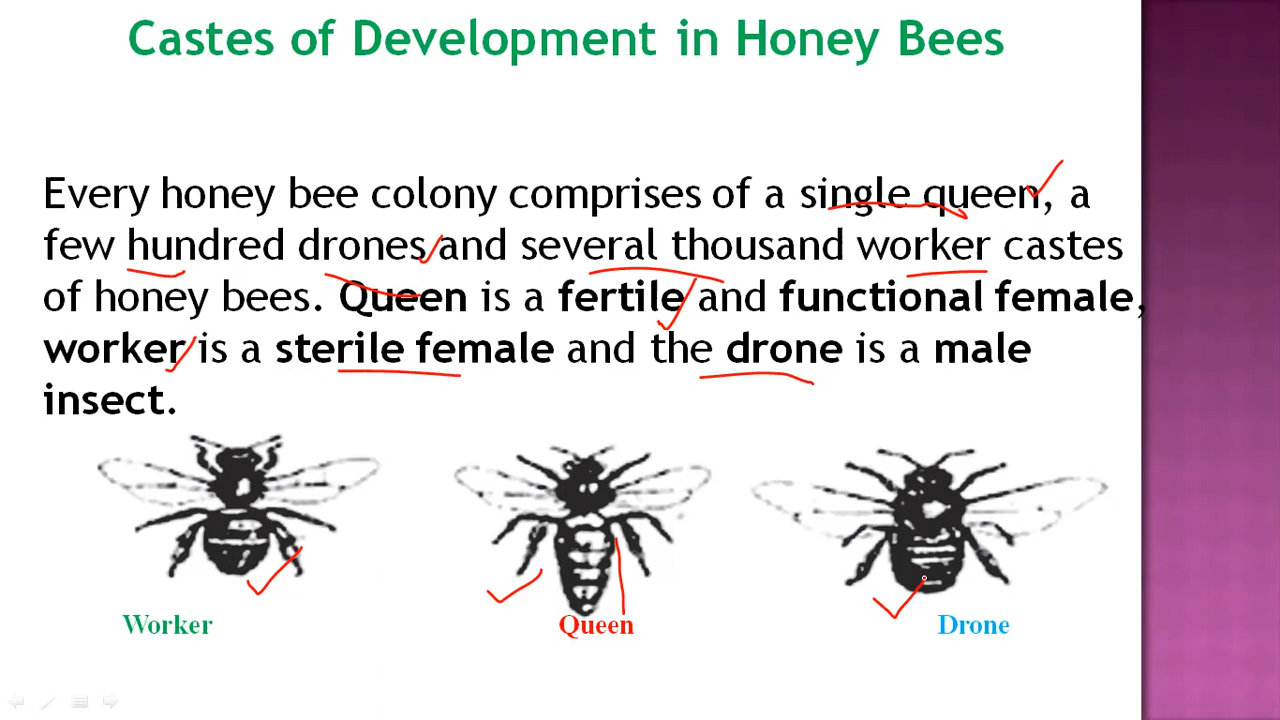 Castes of Development in Honey Bees
Every honey bee colony comprises of a single queen, a
few hundred drones and several thousand worker castes
of honey bees. Queen is a fertile and functional female,
worker is a sterile female and the drone is a male
insect.
Worker
Queen
Drone